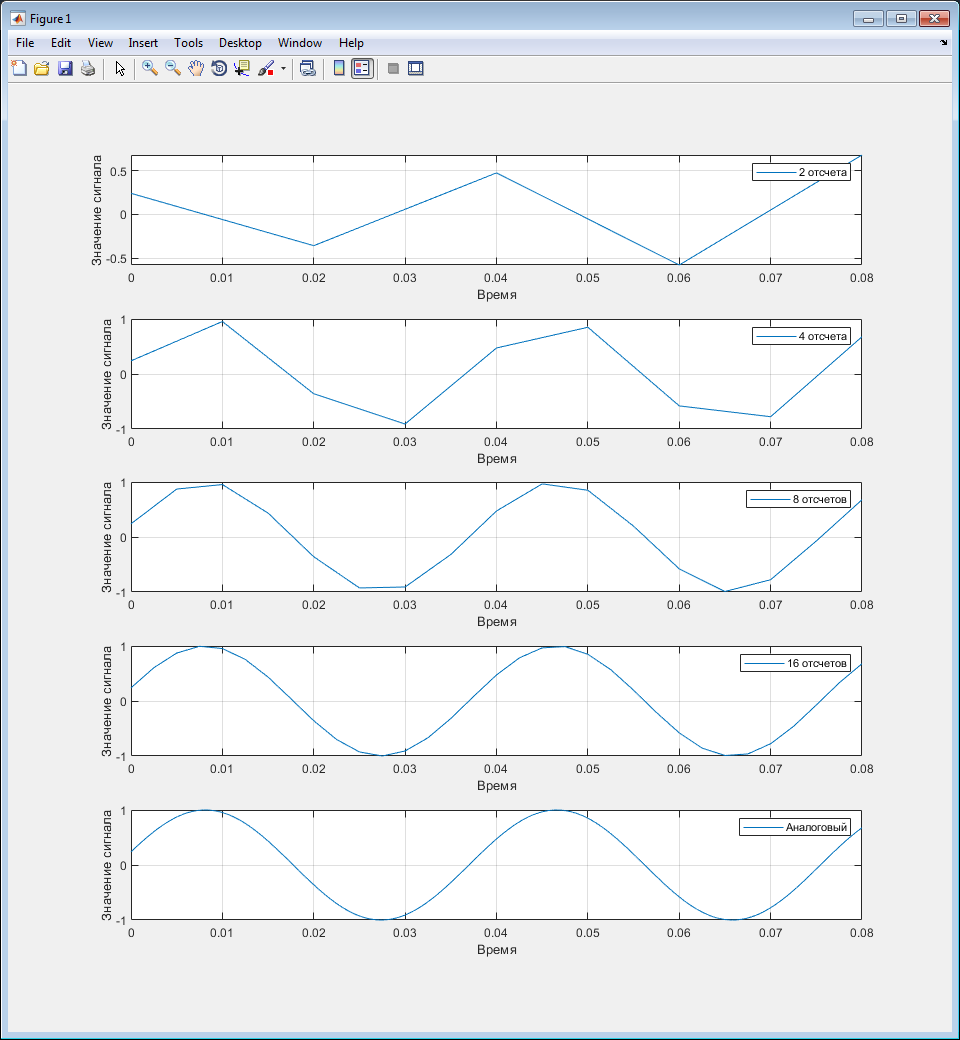 Figure 1
File Edit View Insert Tools Desktop Window Help
Значение сигнала
0.5
0
-0.5
2 отсчета
0 0.01 0.02 0.03 0.04 0.05 0.06 0.07 0.08
Время
Значение сигнала
1
0
-1
4 отсчета
0 0.01 0.02 0.03 0.04 0.05 0.06 0.07 0.08
Время
Значение сигнала
1
0
-1
8 отсчетов
0 0.01 0.02 0.03 0.04 0.05 0.06 0.07 0.08
Время
Значение сигнала
1
0
-1
16 отсчетов
0 0.01 0.02 0.03 0.04 0.05 0.06 0.07 0.08
Время
Значение сигнала
1
0
-1
Аналоговый
0 0.01 0.02 0.03 0.04 0.05 0.06 0.07 0.08
Время